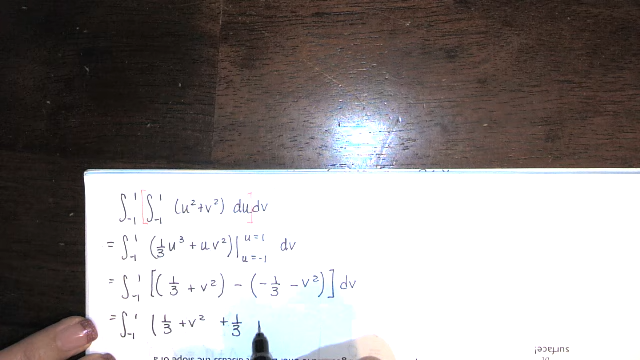 ∫₋₁¹ [∫₋₁¹ (u²+v²) du]dv
= ∫₋₁¹ (⅓u³ + uv²)|ᵤ₌₋₁ᵘ⁼¹ dv
= ∫₋₁¹ [(⅓ + v²) − (−⅓ − v²)] dv
= ∫₋₁¹ (⅓ + v² + ⅓
surface!